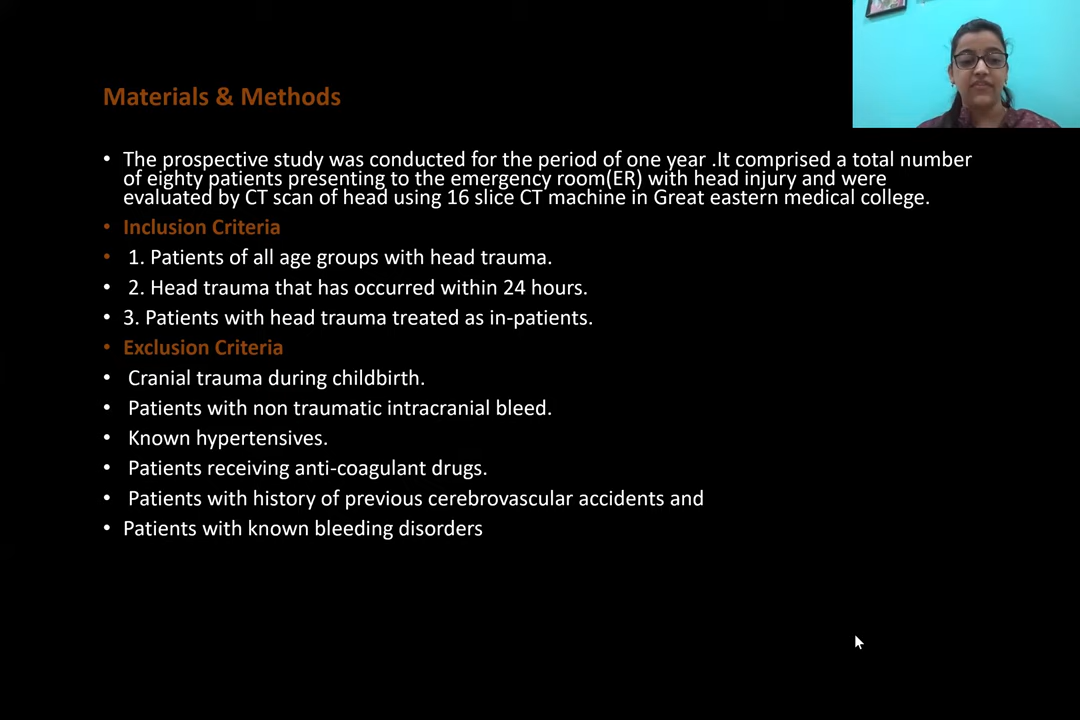 Materials & Methods
• The prospective study was conducted for the period of one year .It comprised a total number
of eighty patients presenting to the emergency room(ER) with head injury and were
evaluated by CT scan of head using 16 slice CT machine in Great eastern medical college.
• Inclusion Criteria
• 1. Patients of all age groups with head trauma.
• 2. Head trauma that has occurred within 24 hours.
• 3. Patients with head trauma treated as in-patients.
• Exclusion Criteria
• Cranial trauma during childbirth.
• Patients with non traumatic intracranial bleed.
• Known hypertensives.
• Patients receiving anti-coagulant drugs.
• Patients with history of previous cerebrovascular accidents and
• Patients with known bleeding disorders